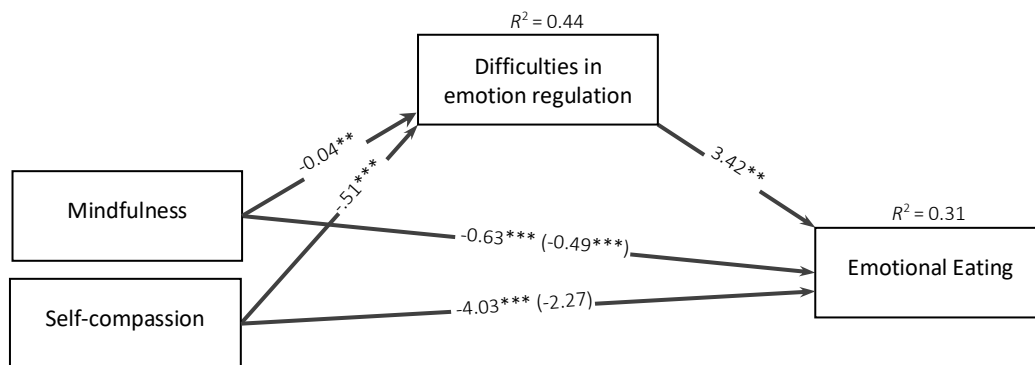 R² = 0.44
Difficulties in
emotion regulation
-0.04**
-.51***
3.42**
Mindfulness
R² = 0.31
-0.63*** (-0.49***)
Emotional Eating
Self-compassion
-4.03*** (-2.27)